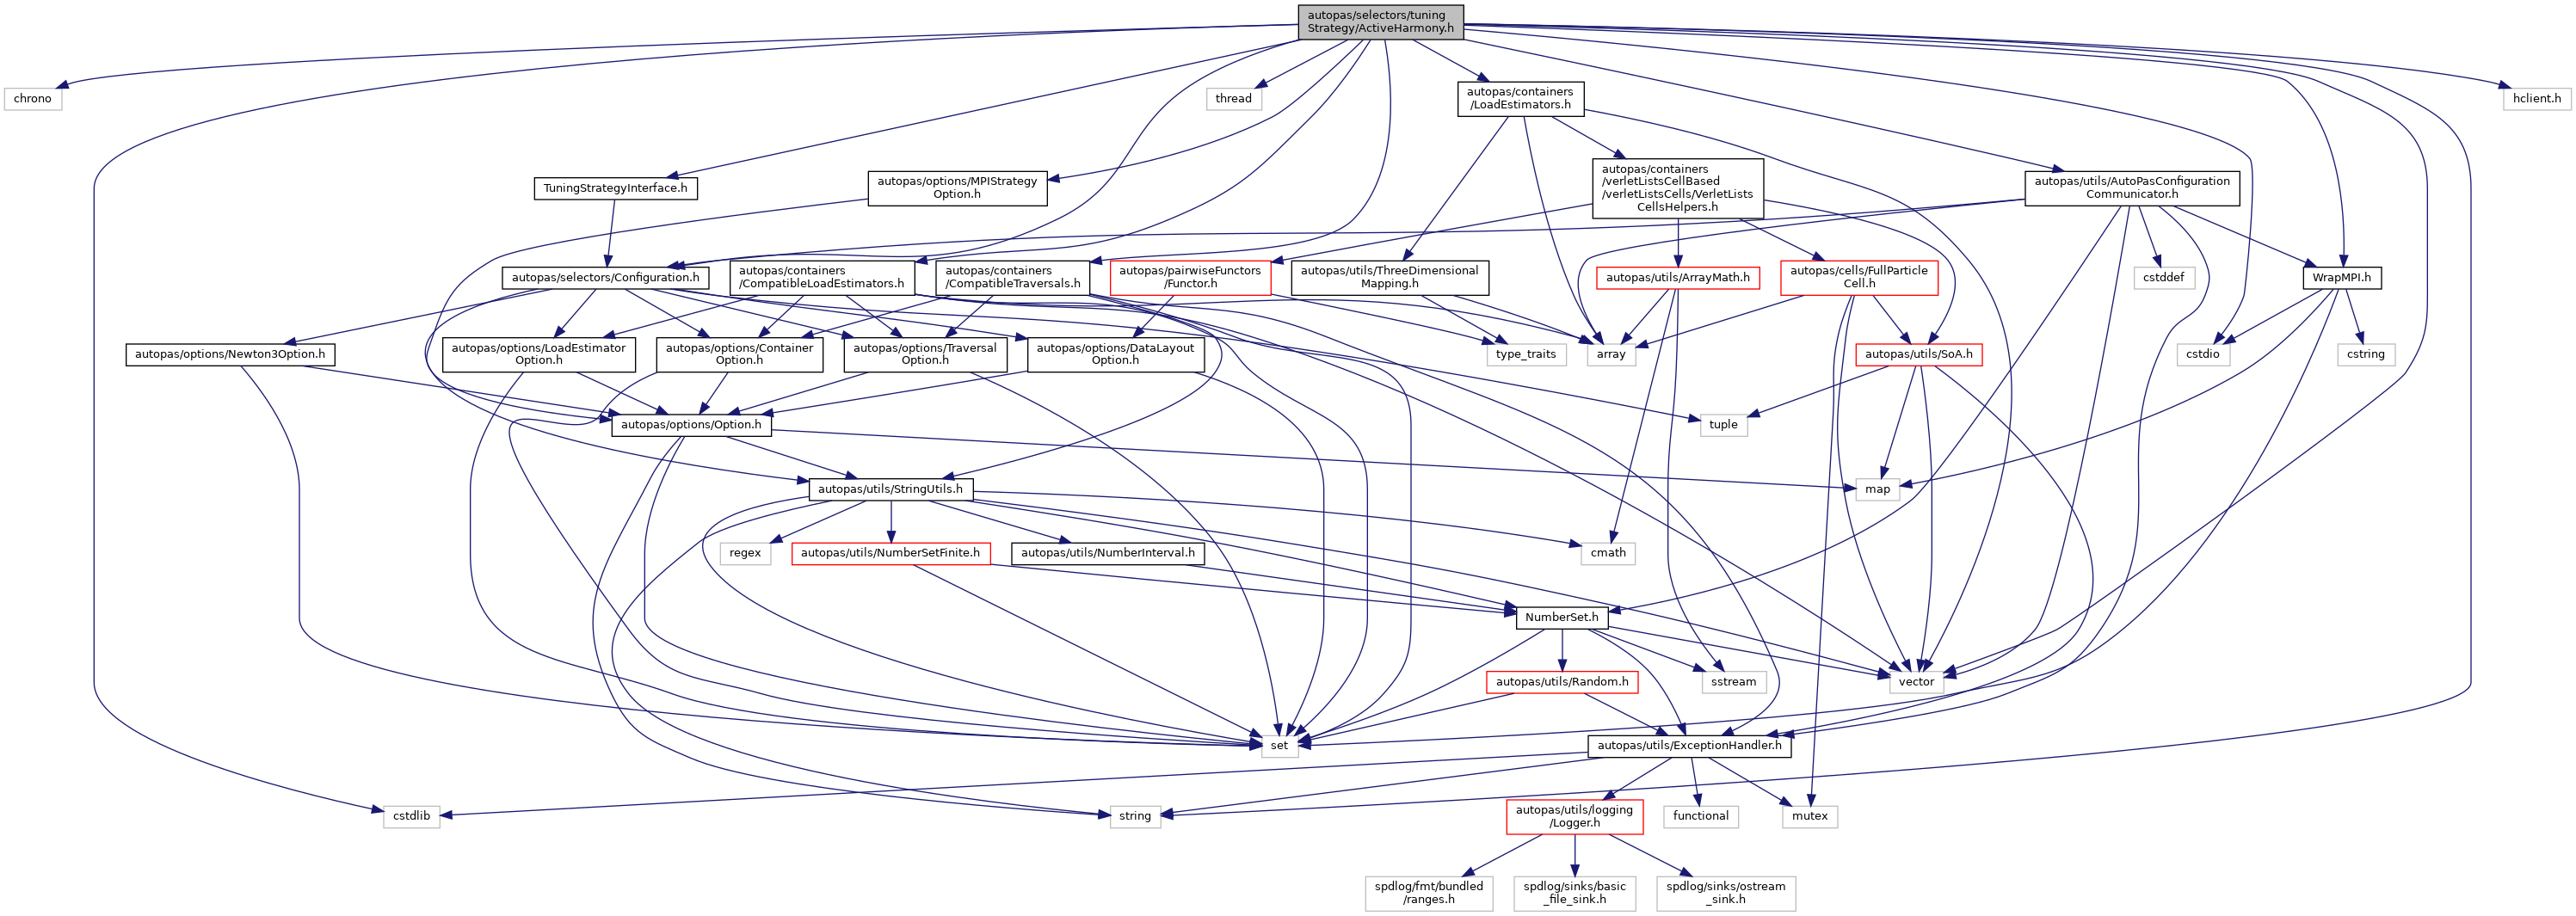 autopas/selectors/tuning
Strategy/ActiveHarmony.h
chrono
thread
autopas/containers
/LoadEstimators.h
hclient.h
TuningStrategyInterface.h
autopas/options/MPIStrategy
Option.h
autopas/containers
/verletListsCellBased
/verletListsCells/VerletLists
CellsHelpers.h
autopas/utils/AutoPasConfiguration
Communicator.h
autopas/selectors/Configuration.h
autopas/containers
/CompatibleLoadEstimators.h
autopas/containers
/CompatibleTraversals.h
autopas/pairwiseFunctors
/Functor.h
autopas/utils/ThreeDimensional
Mapping.h
autopas/utils/ArrayMath.h
autopas/cells/FullParticle
Cell.h
cstddef
WrapMPI.h
autopas/options/Newton3Option.h
autopas/options/LoadEstimator
Option.h
autopas/options/Container
Option.h
autopas/options/Traversal
Option.h
autopas/options/DataLayout
Option.h
type_traits
array
autopas/utils/SoA.h
cstdio
cstring
autopas/options/Option.h
tuple
autopas/utils/StringUtils.h
map
regex
autopas/utils/NumberSetFinite.h
autopas/utils/NumberInterval.h
cmath
NumberSet.h
autopas/utils/Random.h
sstream
vector
set
autopas/utils/ExceptionHandler.h
cstdlib
string
autopas/utils/logging
/Logger.h
functional
mutex
spdlog/fmt/bundled
/ranges.h
spdlog/sinks/basic
_file_sink.h
spdlog/sinks/ostream
_sink.h